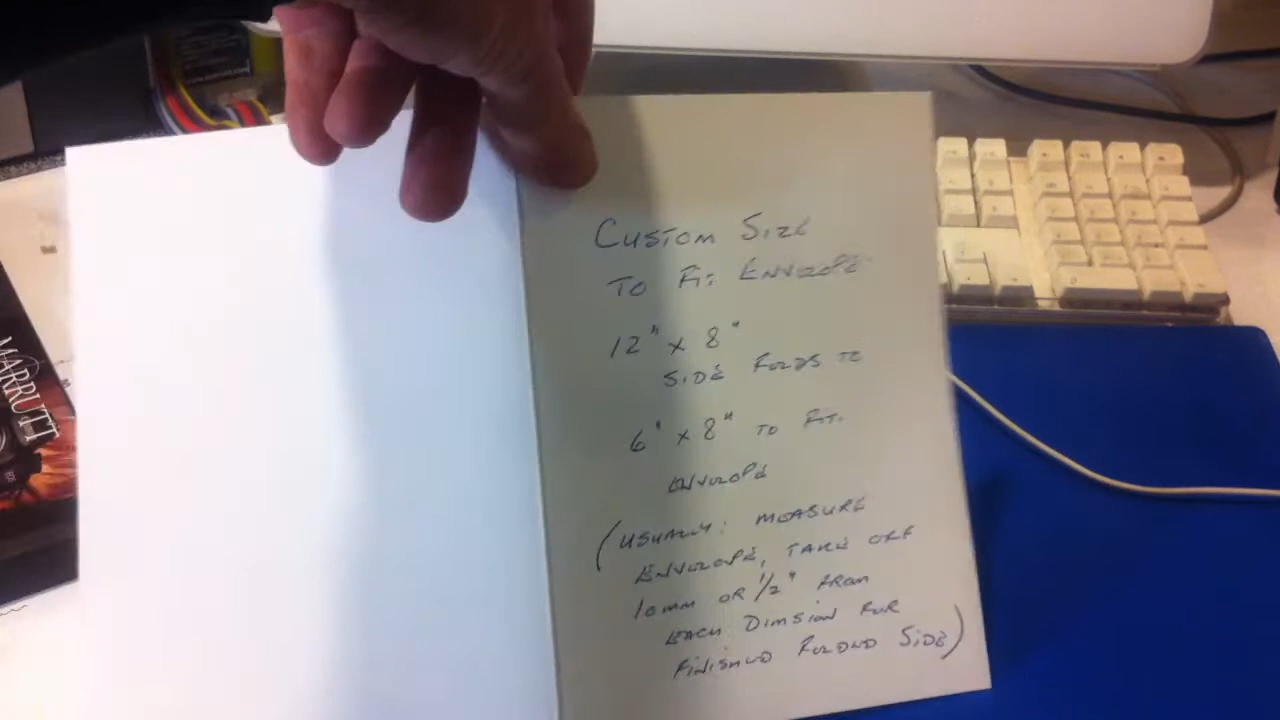 CUSTOM SIZE
TO FIT ENVELOPE
12" x 8"
SIDE FOLDS TO
6" x 8" TO FIT.
ENVELOPE
(USUALLY: MEASURE
ENVELOPE, TAKE OFF
10mm OR 1/2" FROM
EACH DIMSION FOR
FINISHED FOLDED SIDE)
MARRUTT